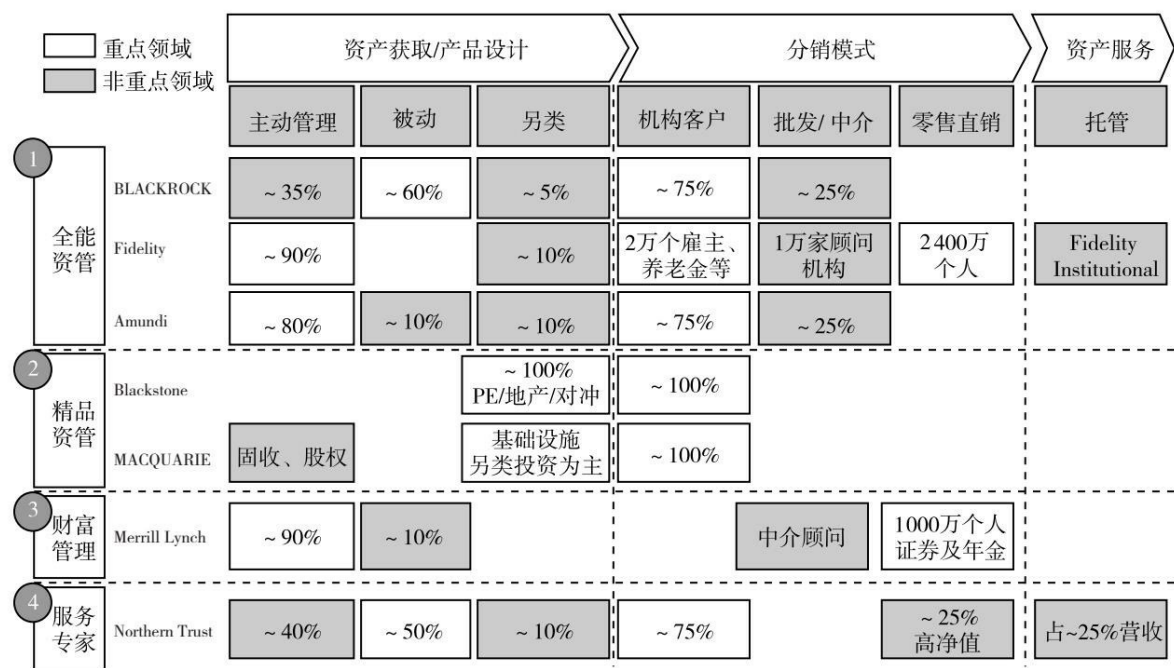 重点领域
非重点领域
资产获取/产品设计
分销模式
资产服务
主动管理
被动
另类
机构客户
批发/中介
零售直销
托管
1
全能
资管
BLACKROCK
~35%
~60%
~5%
~75%
~25%
Fidelity
~90%
~10%
2万个雇主、
养老金等
1万家顾问
机构
2400万
个人
Fidelity
Institutional
Amundi
~80%
~10%
~10%
~75%
~25%
2
精品
资管
Blackstone
~100%
PE/地产/对冲
~100%
MACQUARIE
固收、股权
基础设施
另类投资为主
~100%
3
财富
管理
Merrill Lynch
~90%
~10%
中介顾问
1000万个人
证券及年金
4
服务
专家
Northern Trust
~40%
~50%
~10%
~75%
~25%
高净值
占~25%营收